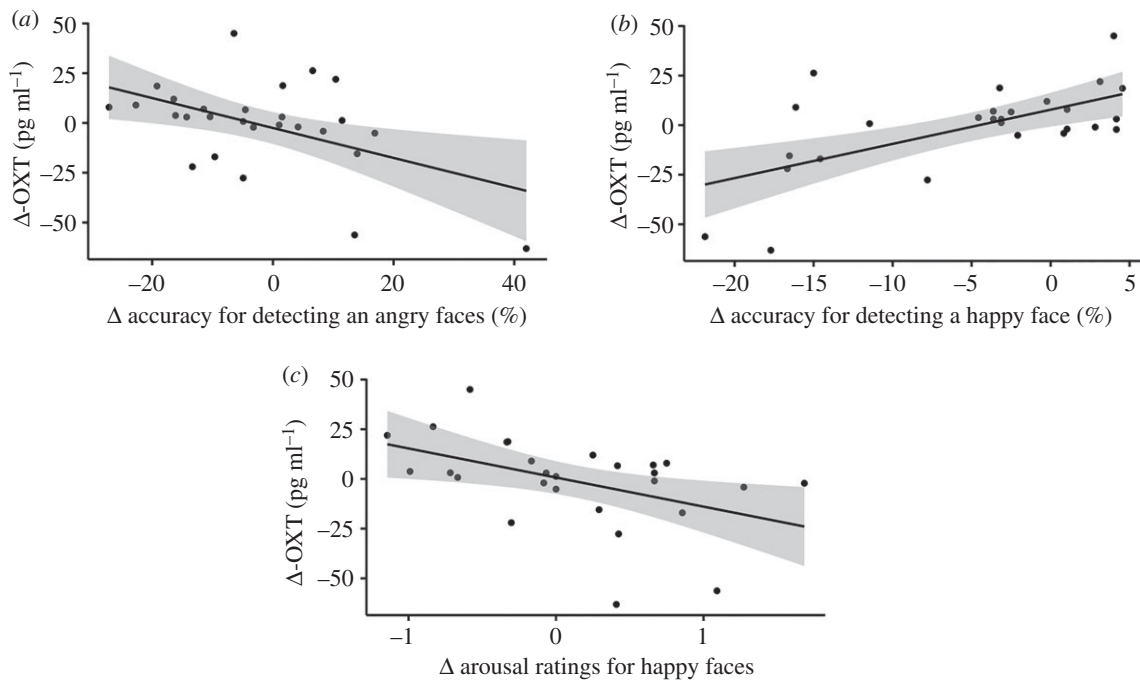 (a)
50
25
0
−25
−50
Δ-OXT (pg ml⁻¹)
−20 0 20 40
Δ accuracy for detecting an angry faces (%)
(b)
50
25
0
−25
−50
Δ-OXT (pg ml⁻¹)
−20 −15 −10 −5 0 5
Δ accuracy for detecting a happy face (%)
(c)
50
25
0
−25
−50
Δ-OXT (pg ml⁻¹)
−1 0 1
Δ arousal ratings for happy faces